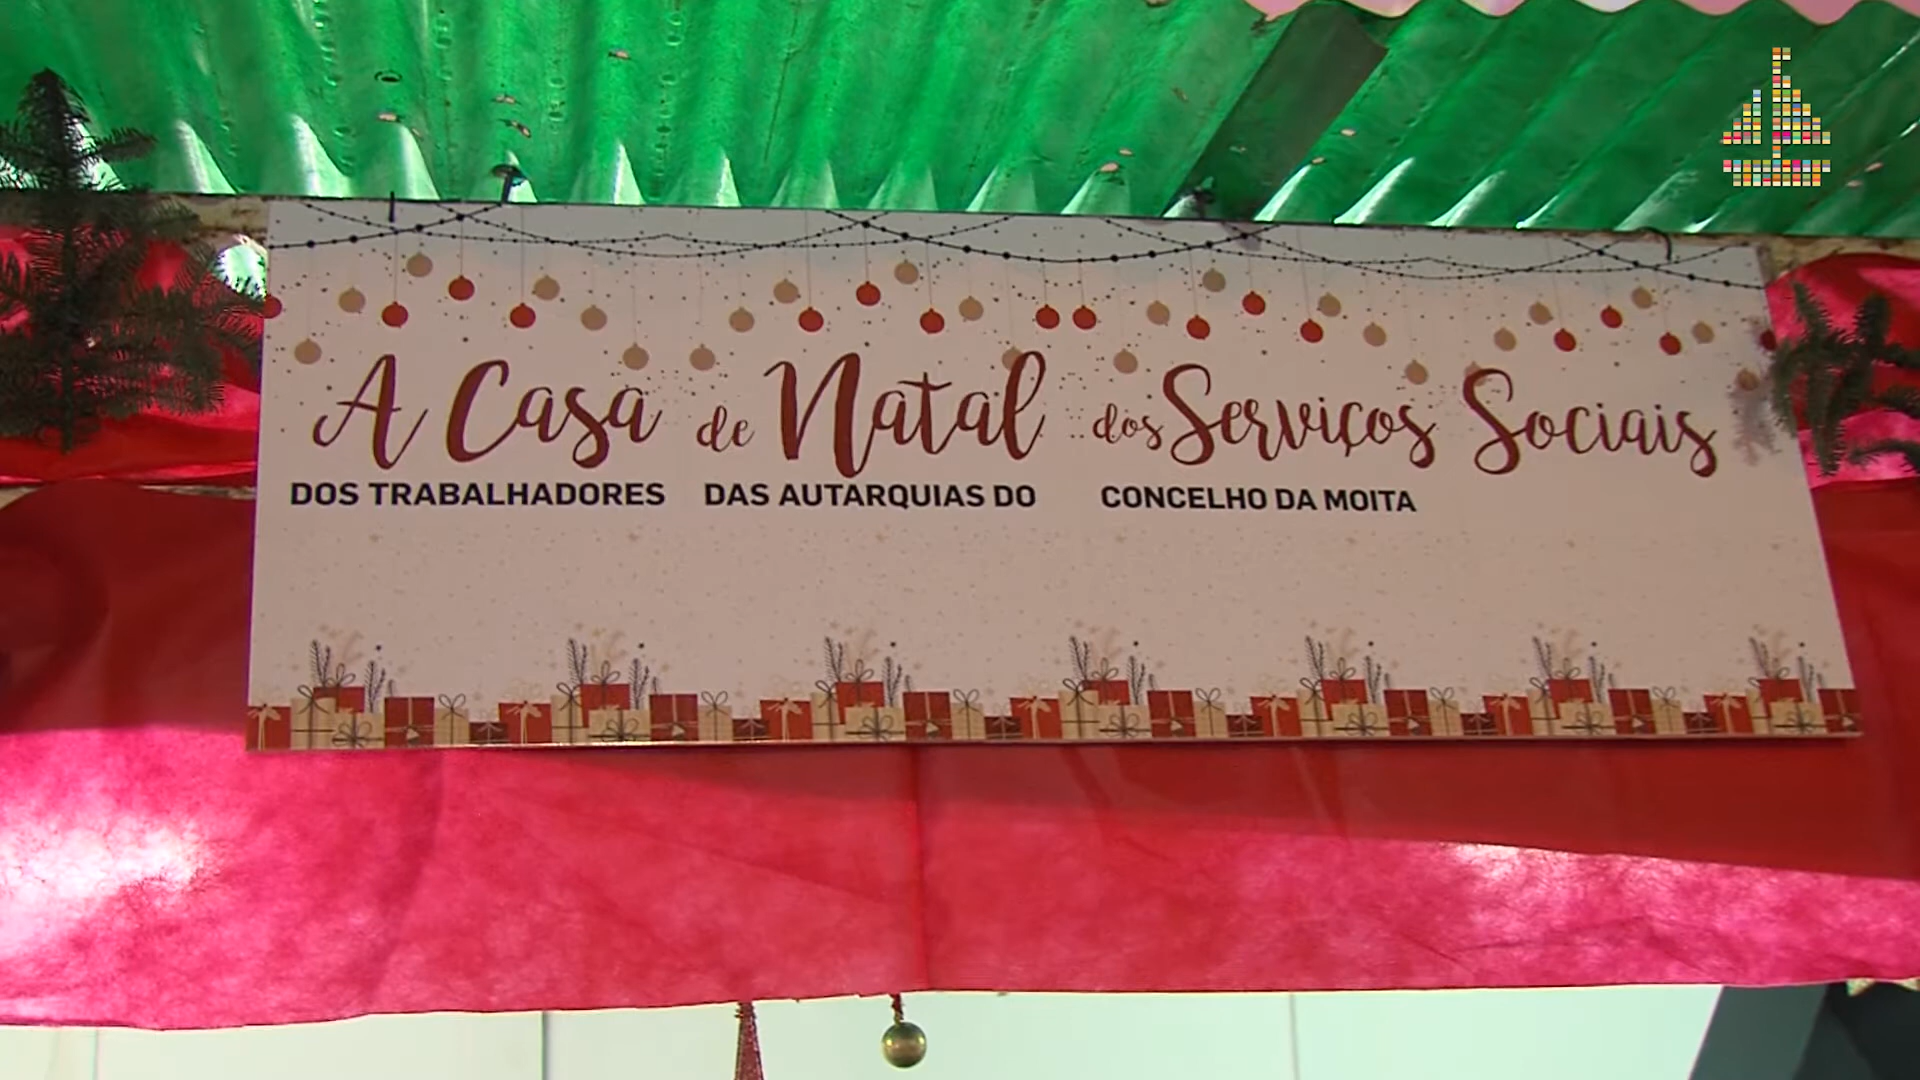 A Casa de Natal dos Serviços Sociais
DOS TRABALHADORES DAS AUTARQUIAS DO CONCELHO DA MOITA